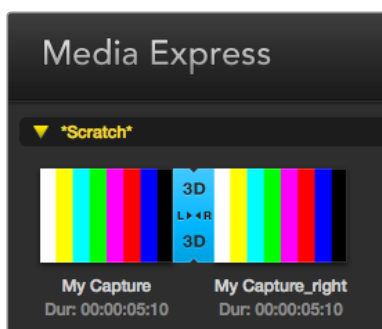 Media Express
*Scratch*
3D
L R
3D
My Capture
My Capture_right
Dur: 00:00:05:10
Dur: 00:00:05:10